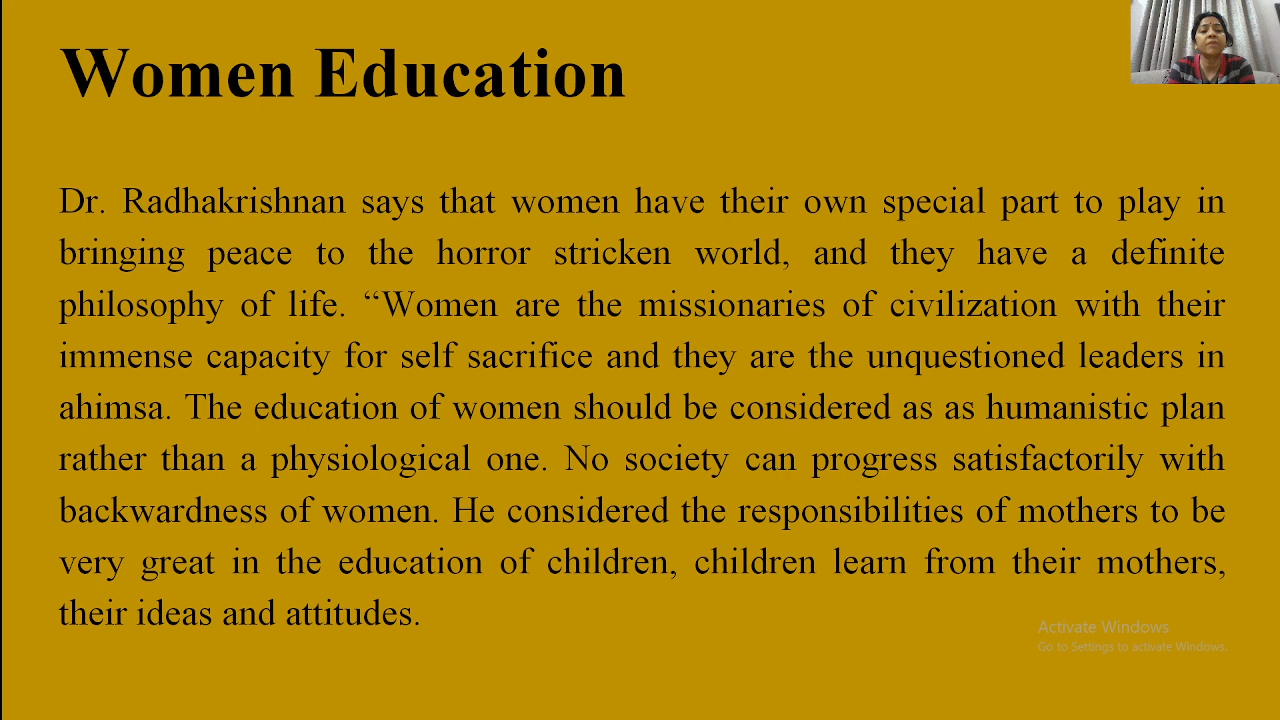 Women Education
Dr. Radhakrishnan says that women have their own special part to play in
bringing peace to the horror stricken world, and they have a definite
philosophy of life. “Women are the missionaries of civilization with their
immense capacity for self sacrifice and they are the unquestioned leaders in
ahimsa. The education of women should be considered as as humanistic plan
rather than a physiological one. No society can progress satisfactorily with
backwardness of women. He considered the responsibilities of mothers to be
very great in the education of children, children learn from their mothers,
their ideas and attitudes.
Activate Windows
Go to Settings to activate Windows.